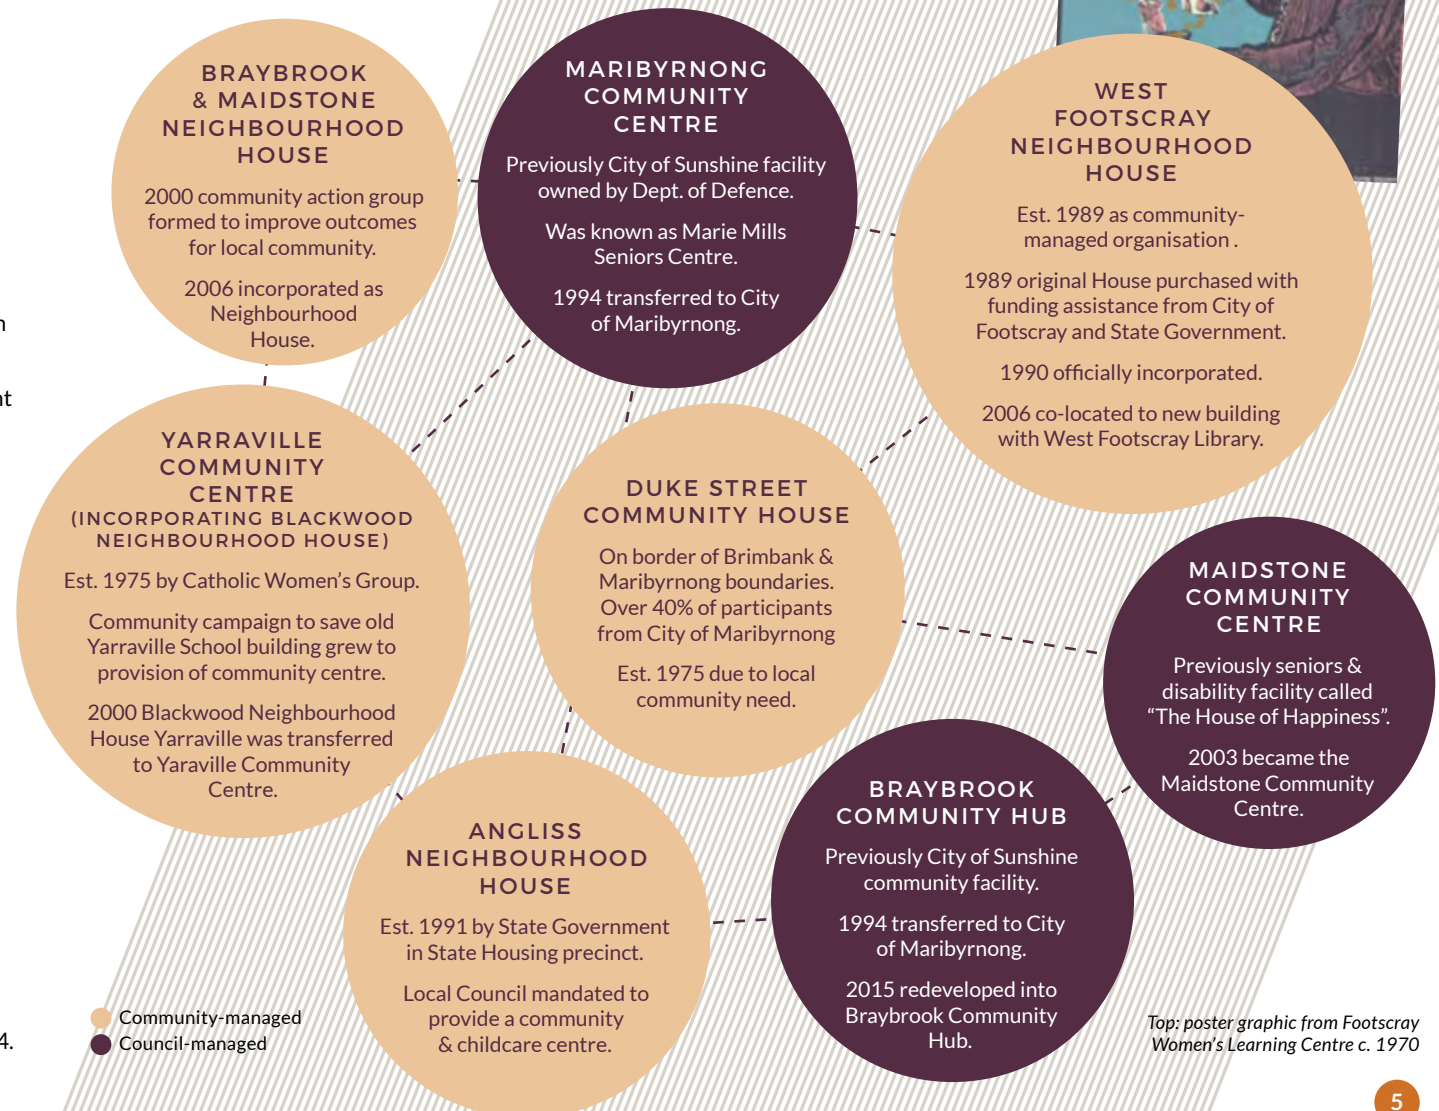 BRAYBROOK
& MAIDSTONE
NEIGHBOURHOOD
HOUSE
2000 community action group
formed to improve outcomes
for local community.
2006 incorporated as
Neighbourhood
House.
MARIBYRNONG
COMMUNITY
CENTRE
Previously City of Sunshine facility
owned by Dept. of Defence.
Was known as Marie Mills
Seniors Centre.
1994 transferred to City
of Maribyrnong.
WEST
FOOTSCRAY
NEIGHBOURHOOD
HOUSE
Est. 1989 as community-
managed organisation .
1989 original House purchased with
funding assistance from City of
Footscray and State Government.
1990 officially incorporated.
2006 co-located to new building
with West Footscray Library.
YARRAVILLE
COMMUNITY
CENTRE
(INCORPORATING BLACKWOOD
NEIGHBOURHOOD HOUSE)
Est. 1975 by Catholic Women’s Group.
Community campaign to save old
Yarraville School building grew to
provision of community centre.
2000 Blackwood Neighbourhood
House Yarraville was transferred
to Yaraville Community
Centre.
DUKE STREET
COMMUNITY HOUSE
On border of Brimbank &
Maribyrnong boundaries.
Over 40% of participants
from City of Maribyrnong
Est. 1975 due to local
community need.
MAIDSTONE
COMMUNITY
CENTRE
Previously seniors &
disability facility called
“The House of Happiness”.
2003 became the
Maidstone Community
Centre.
ANGLISS
NEIGHBOURHOOD
HOUSE
Est. 1991 by State Government
in State Housing precinct.
Local Council mandated to
provide a community
& childcare centre.
BRAYBROOK
COMMUNITY HUB
Previously City of Sunshine
community facility.
1994 transferred to City
of Maribyrnong.
2015 redeveloped into
Braybrook Community
Hub.
Community-managed
Council-managed
4.
Top: poster graphic from Footscray
Women’s Learning Centre c. 1970
5